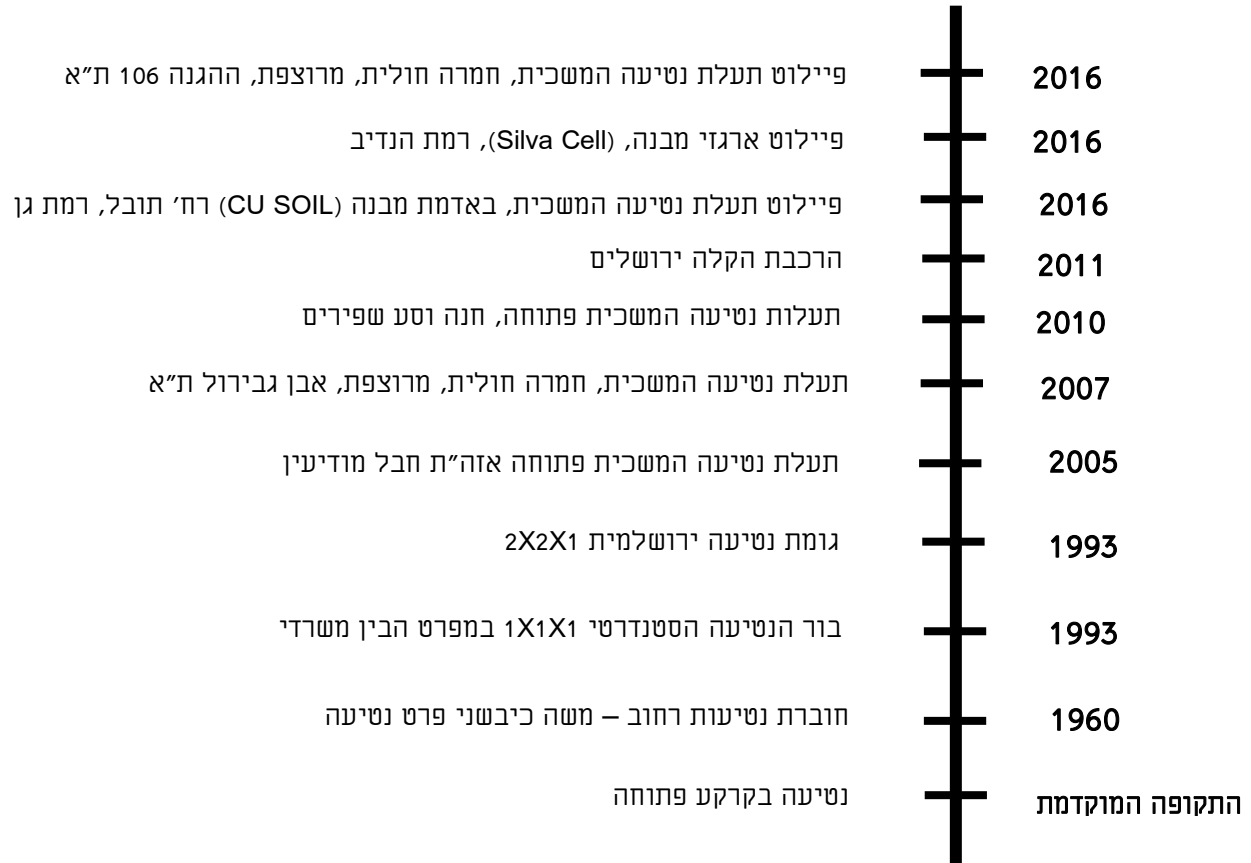 2016 פיילוט תעלת נטיעה המשכית, חמרה חולית, מרוצפת, ההגנה 106 ת"א
2016 פיילוט ארגזי מבנה, (Silva Cell), רמת הנדיב
2016 פיילוט תעלת נטיעה המשכית, באדמת מבנה (CU SOIL) רח' תובל, רמת גן
2011 הרכבת הקלה ירושלים
2010 תעלות נטיעה המשכית פתוחה, חנה וסע שפירים
2007 תעלת נטיעה המשכית, חמרה חולית, מרוצפת, אבן גבירול ת"א
2005 תעלת נטיעה המשכית פתוחה אזה"ת חבל מודיעין
1993 גומת נטיעה ירושלמית 2X2X1
1993 בור הנטיעה הסטנדרטי 1X1X1 במפרט הבין משרדי
1960 חוברת נטיעות רחוב – משה כיבשני פרט נטיעה
התקופה המוקדמת נטיעה בקרקע פתוחה